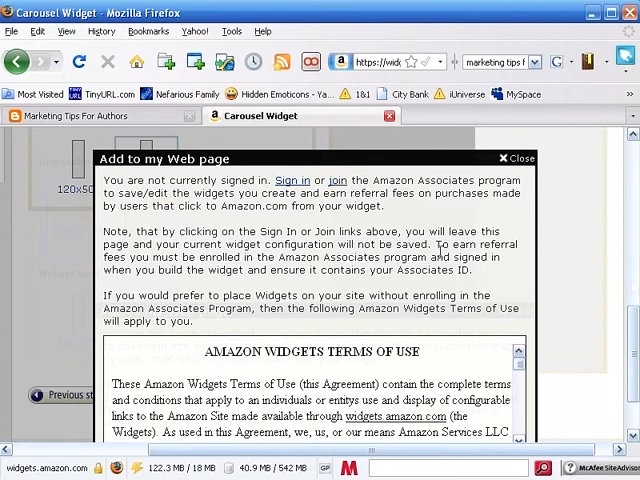 Carousel Widget - Mozilla Firefox
File Edit View History Bookmarks Yahoo! Tools Help
https://wid marketing tips f G
Most Visited TinyURL.com Nefarious Family Hidden Emoticons - Ya... 1&1 City Bank iUniverse MySpace
Marketing Tips For Authors Carousel Widget
Add to my Web page Close
You are not currently signed in. Sign in or join the Amazon Associates program
to save/edit the widgets you create and earn referral fees on purchases made
by users that click to Amazon.com from your widget.
120x50
Note, that by clicking on the Sign In or Join links above, you will leave this
page and your current widget configuration will not be saved. To earn referral
fees you must be enrolled in the Amazon Associates program and signed in
when you build the widget and ensure it contains your Associates ID.
If you would prefer to place Widgets on your site without enrolling in the
Amazon Associates Program, then the following Amazon Widgets Terms of Use
will apply to you.
AMAZON WIDGETS TERMS OF USE
These Amazon Widgets Terms of Use (this Agreement) contain the complete terms
and conditions that apply to an individuals or entitys use and display of configurable
links to the Amazon Site made available through widgets.amazon.com (the
Widgets). As used in this Agreement, we, us, or our means Amazon Services LLC
Previous st
widgets.amazon.com 122.3 MB / 18 MB 40.9 MB / 542 MB GP M McAfee SiteAdvisor